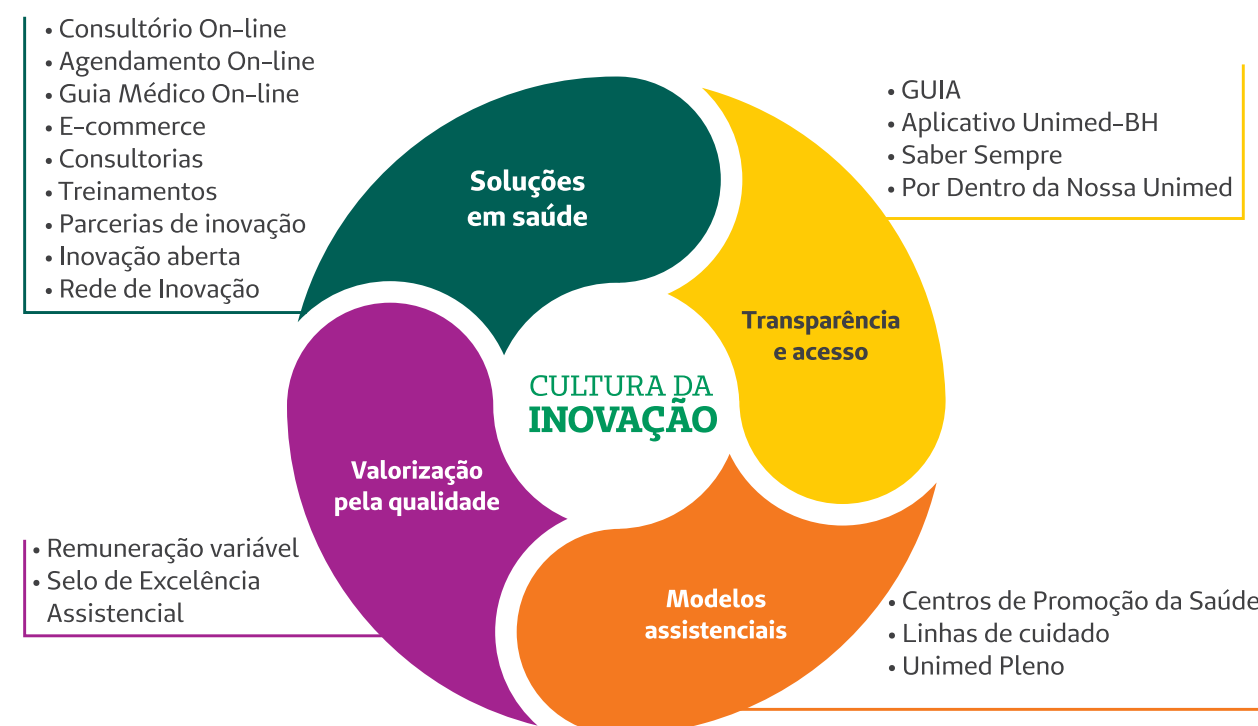 • Consultório On-line
• Agendamento On-line
• Guia Médico On-line
• E-commerce
• Consultorias
• Treinamentos
• Parcerias de inovação
• Inovação aberta
• Rede de Inovação
Soluções
em saúde
• GUIA
• Aplicativo Unimed-BH
• Saber Sempre
• Por Dentro da Nossa Unimed
Transparência
e acesso
CULTURA DA
INOVAÇÃO
Valorização
pela qualidade
• Remuneração variável
• Selo de Excelência
Assistencial
Modelos
assistenciais
• Centros de Promoção da Saúde
• Linhas de cuidado
• Unimed Pleno